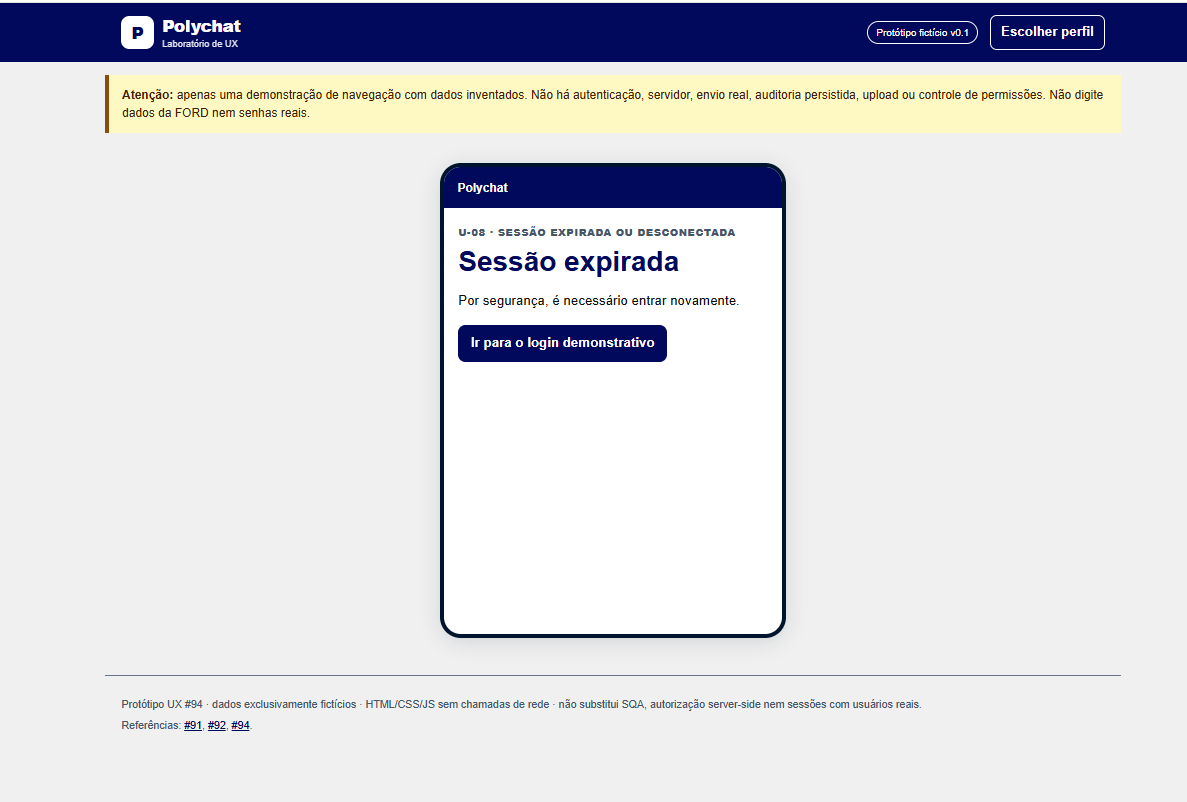 P
Polychat
Laboratório de UX
Protótipo fictício v0.1
Escolher perfil
Atenção: apenas uma demonstração de navegação com dados inventados. Não há autenticação, servidor, envio real, auditoria persistida, upload ou controle de permissões. Não digite
dados da FORD nem senhas reais.
Polychat
U-08 · SESSÃO EXPIRADA OU DESCONECTADA
Sessão expirada
Por segurança, é necessário entrar novamente.
Ir para o login demonstrativo
Protótipo UX #94 · dados exclusivamente fictícios · HTML/CSS/JS sem chamadas de rede · não substitui SQA, autorização server-side nem sessões com usuários reais.
Referências: #91, #92, #94.